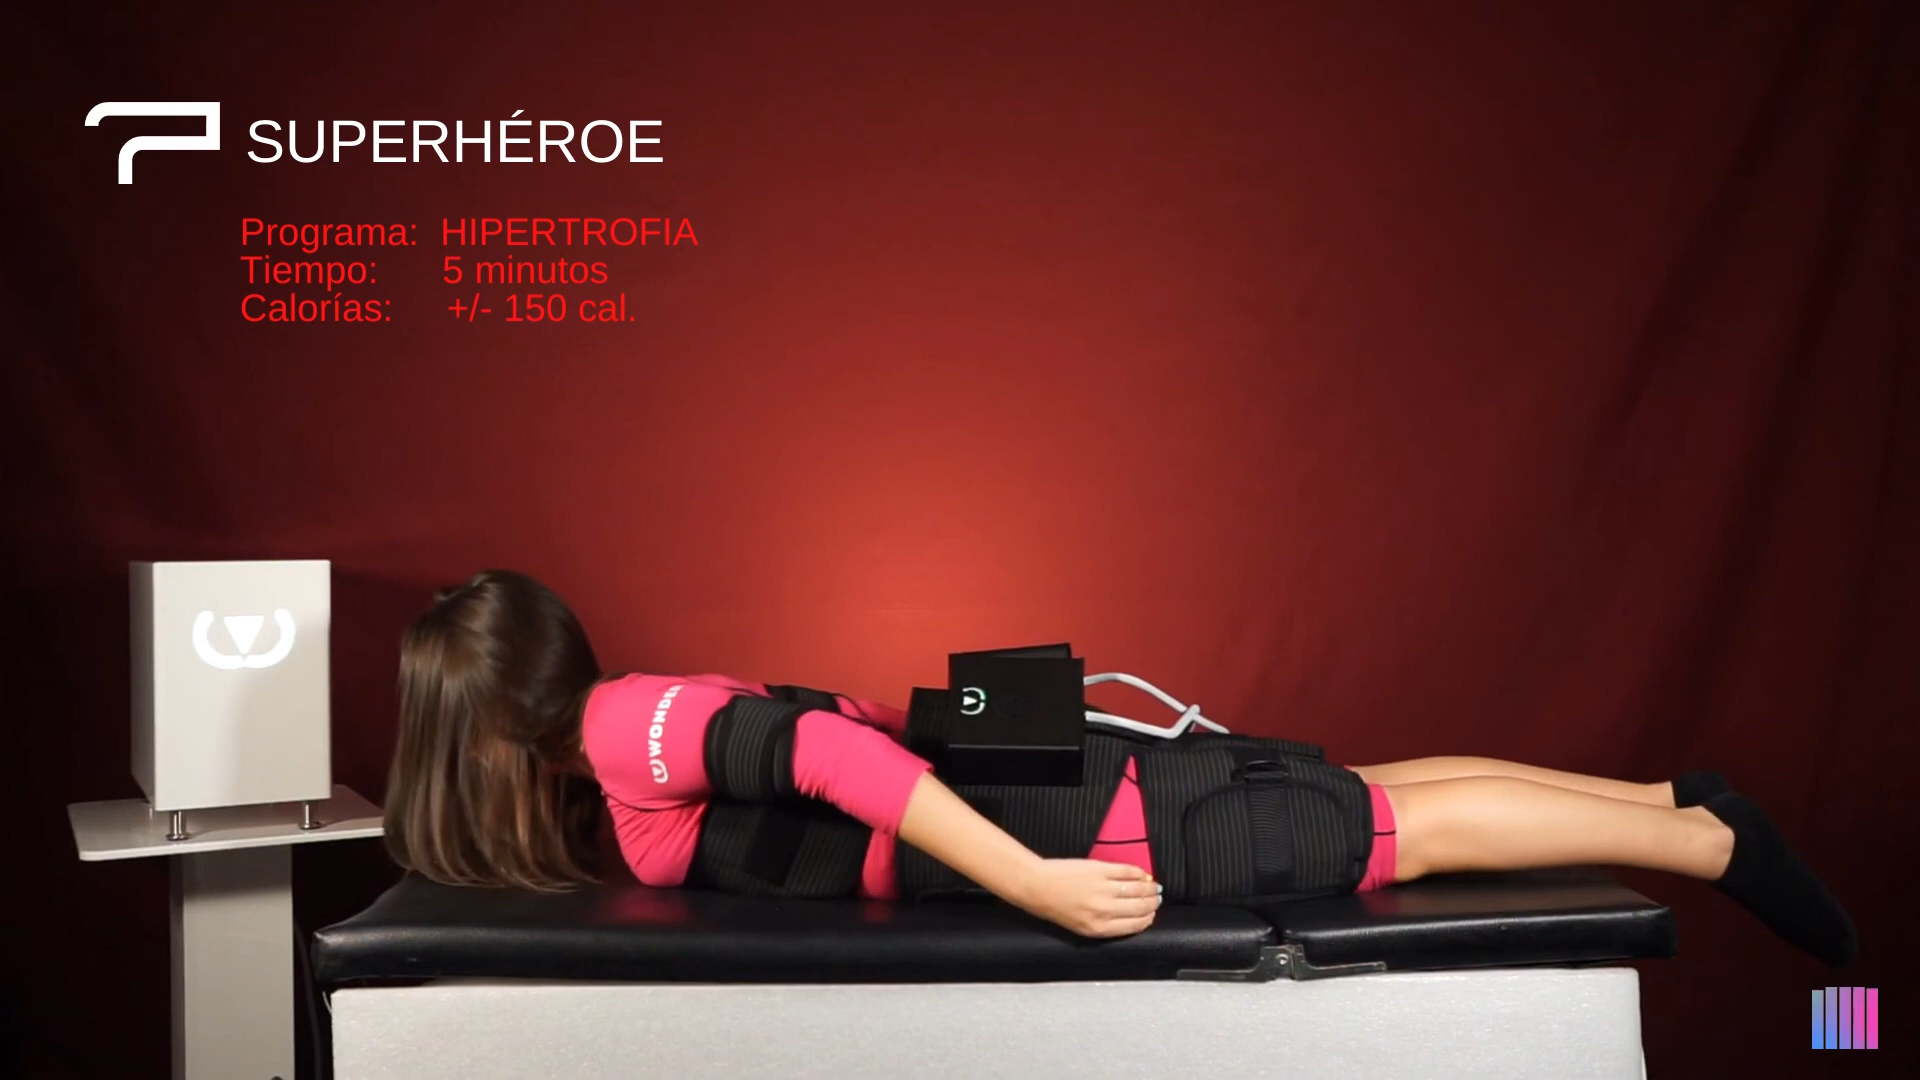 SUPERHÉROE
Programa: HIPERTROFIA
Tiempo: 5 minutos
Calorías: +/- 150 cal.
WONDER